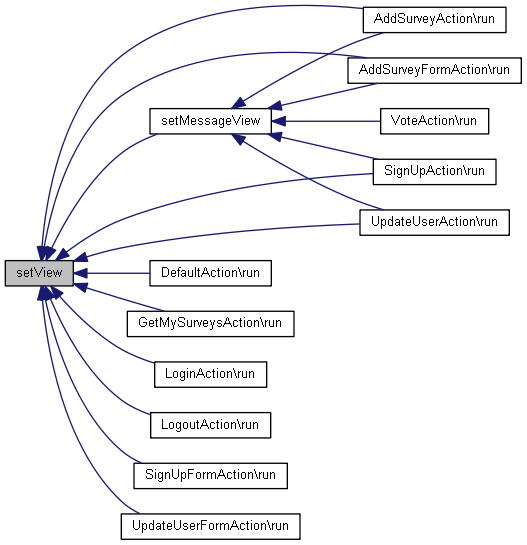 AddSurveyAction\run
AddSurveyFormAction\run
setMessageView
VoteAction\run
SignUpAction\run
UpdateUserAction\run
setView
DefaultAction\run
GetMySurveysAction\run
LoginAction\run
LogoutAction\run
SignUpFormAction\run
UpdateUserFormAction\run